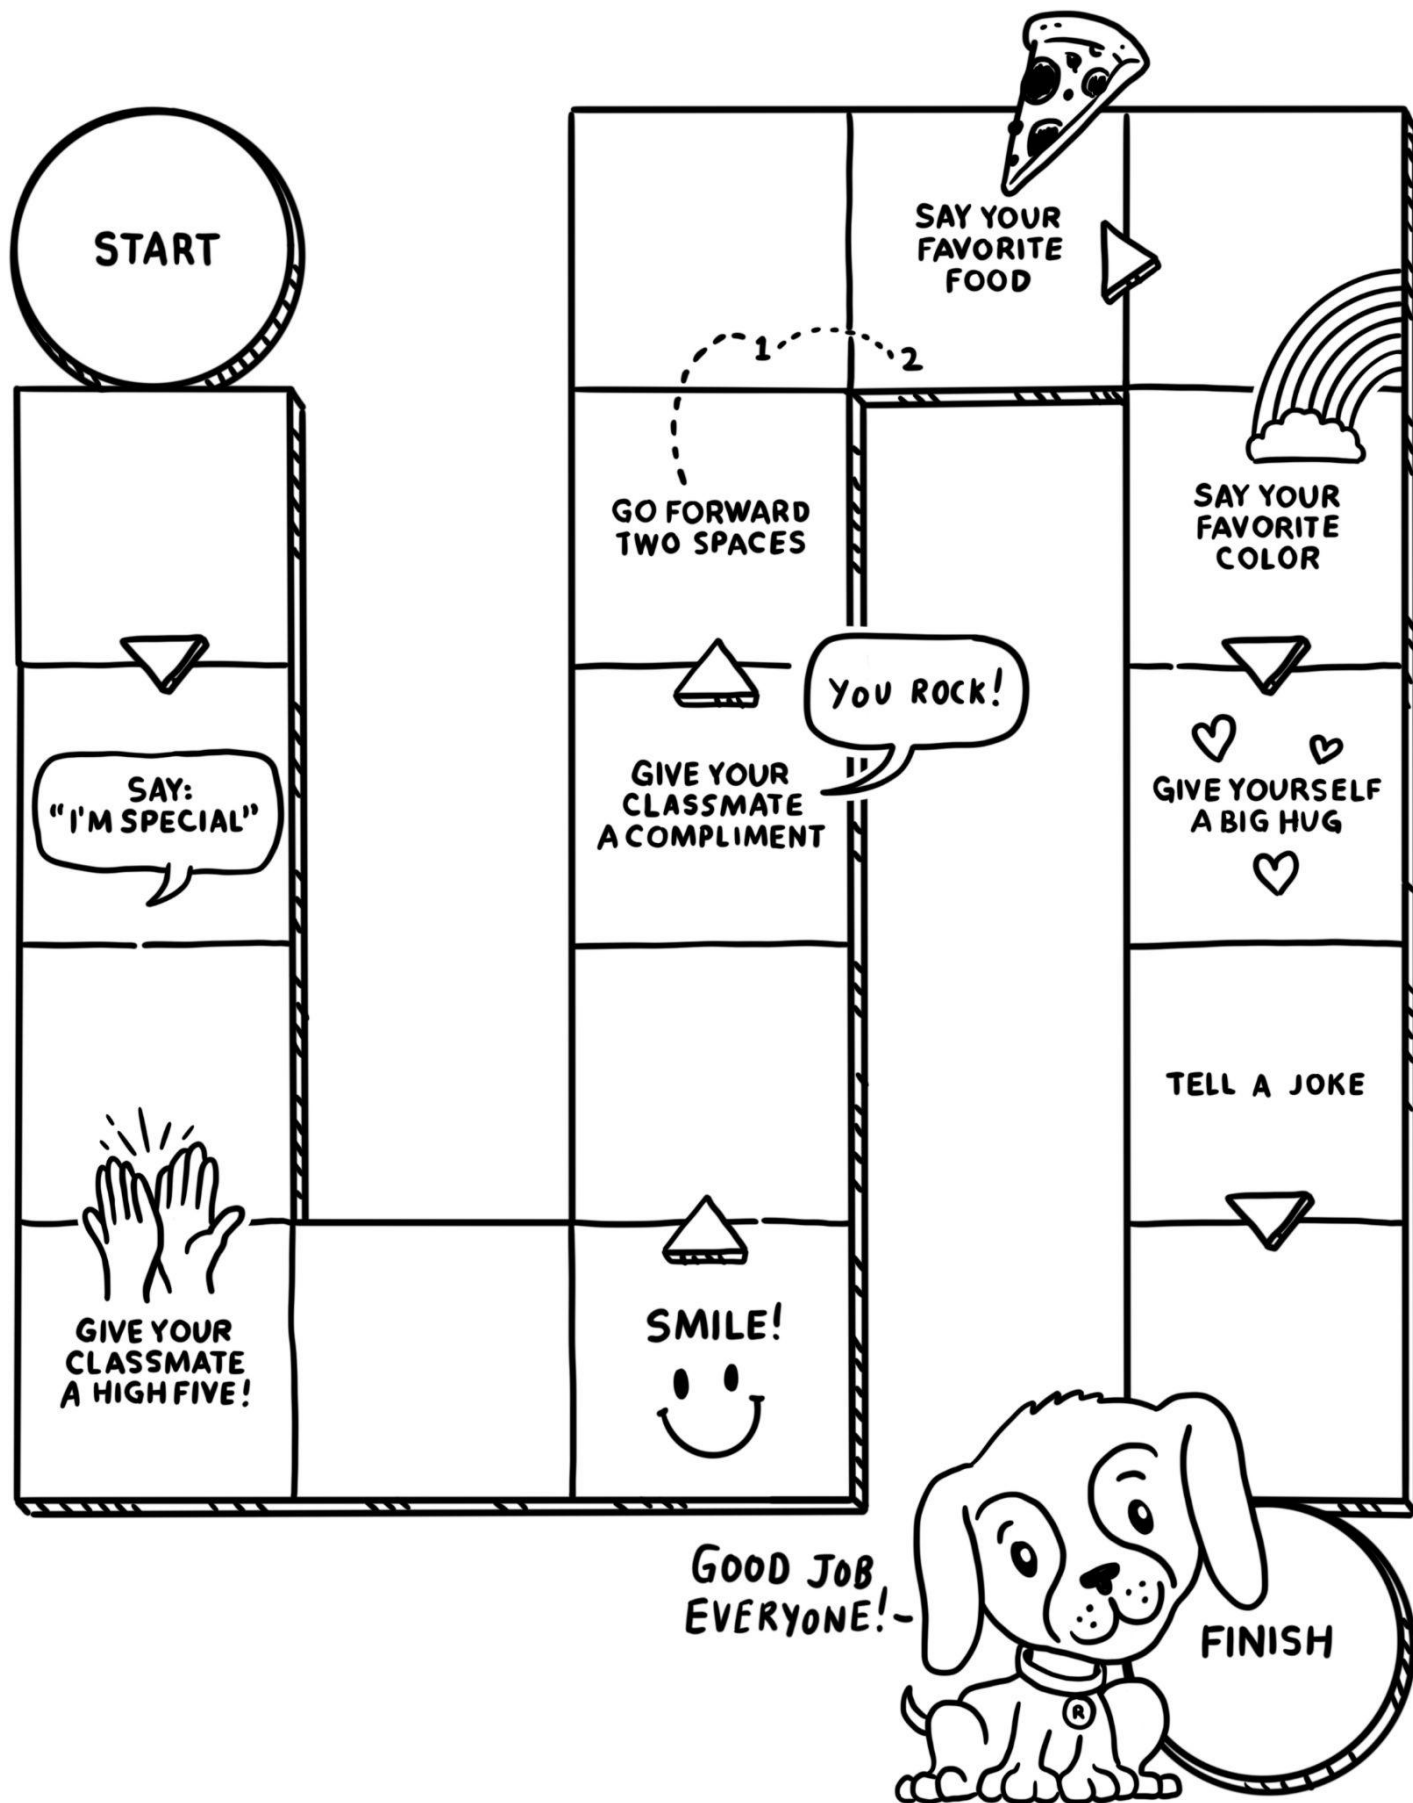 START
SAY:
"I'M SPECIAL"
GIVE YOUR
CLASSMATE
A HIGH FIVE!
SMILE!
GIVE YOUR
CLASSMATE
A COMPLIMENT
YOU ROCK!
GO FORWARD
TWO SPACES
1
2
SAY YOUR
FAVORITE
FOOD
SAY YOUR
FAVORITE
COLOR
GIVE YOURSELF
A BIG HUG
TELL A JOKE
GOOD JOB
EVERYONE!
R
FINISH